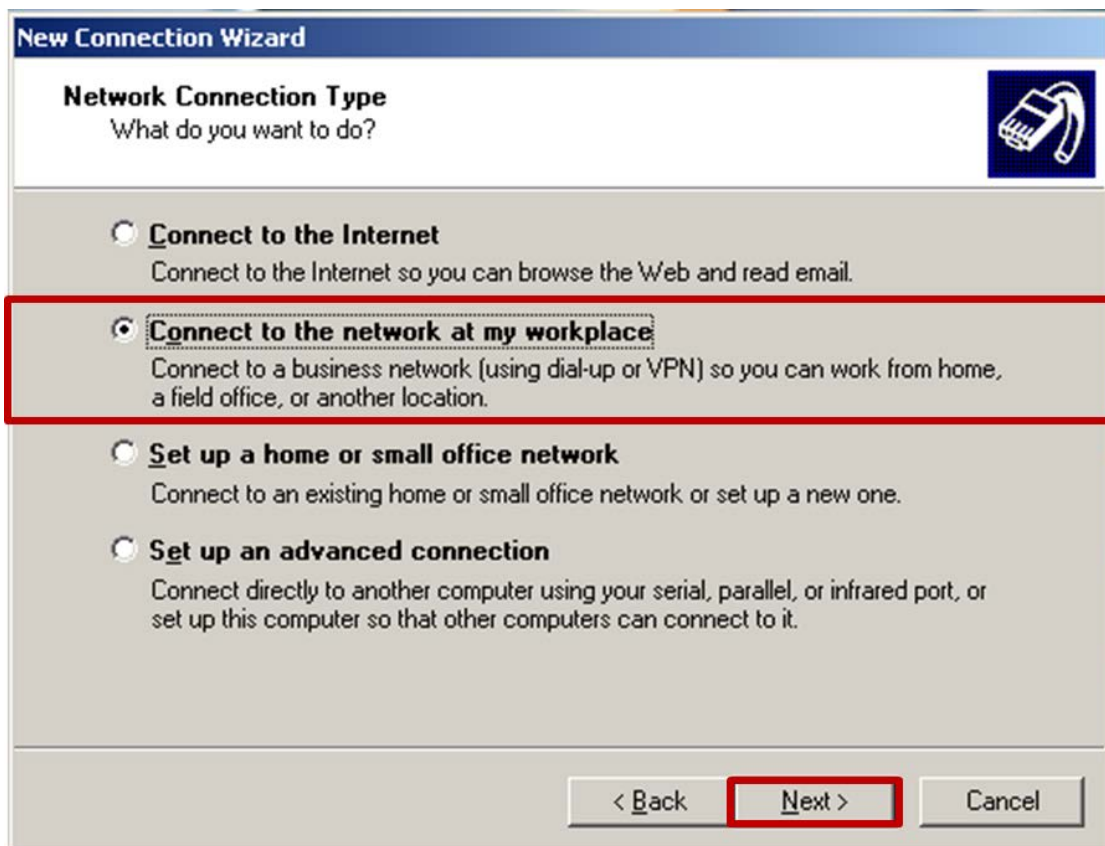 New Connection Wizard
Network Connection Type
What do you want to do?
Connect to the Internet
Connect to the Internet so you can browse the Web and read email.
Connect to the network at my workplace
Connect to a business network (using dial-up or VPN) so you can work from home,
a field office, or another location.
Set up a home or small office network
Connect to an existing home or small office network or set up a new one.
Set up an advanced connection
Connect directly to another computer using your serial, parallel, or infrared port, or
set up this computer so that other computers can connect to it.
< Back Next > Cancel